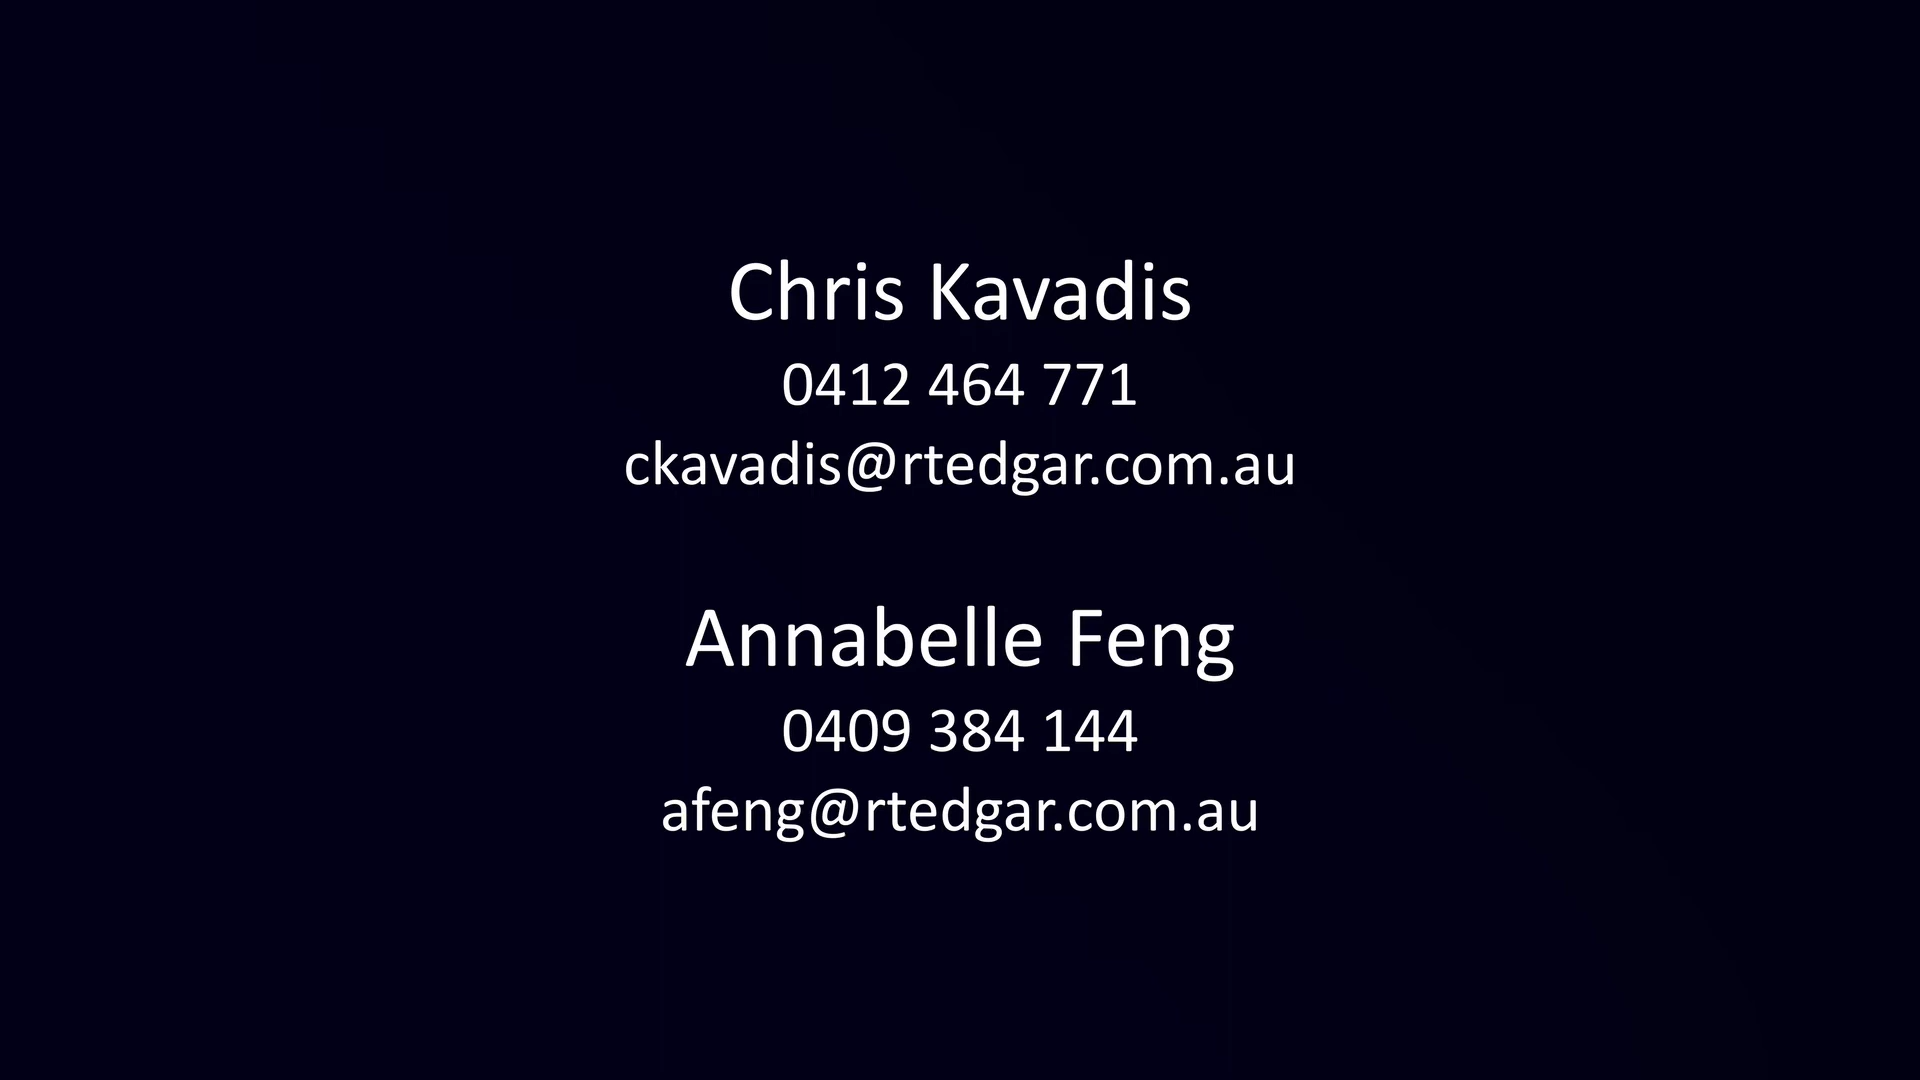 Chris Kavadis
0412 464 771
ckavadis@rtedgar.com.au
Annabelle Feng
0409 384 144
afeng@rtedgar.com.au